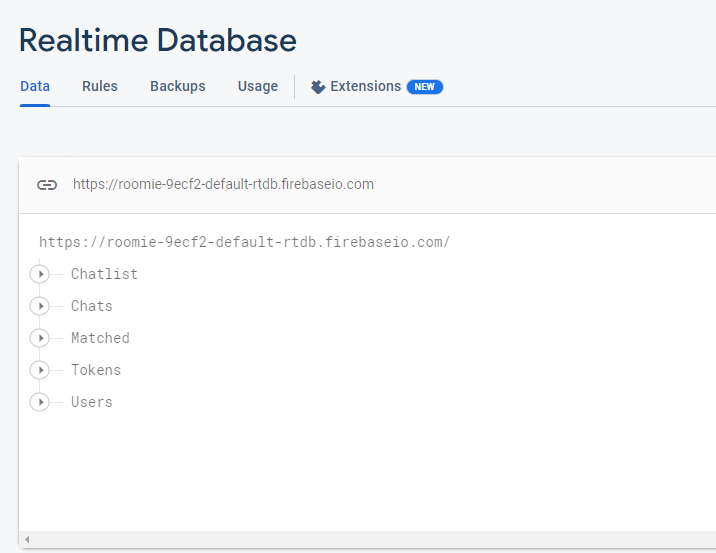 Realtime Database
Data Rules Backups Usage Extensions NEW
https://roomie-9ecf2-default-rtdb.firebaseio.com
https://roomie-9ecf2-default-rtdb.firebaseio.com/
Chatlist
Chats
Matched
Tokens
Users